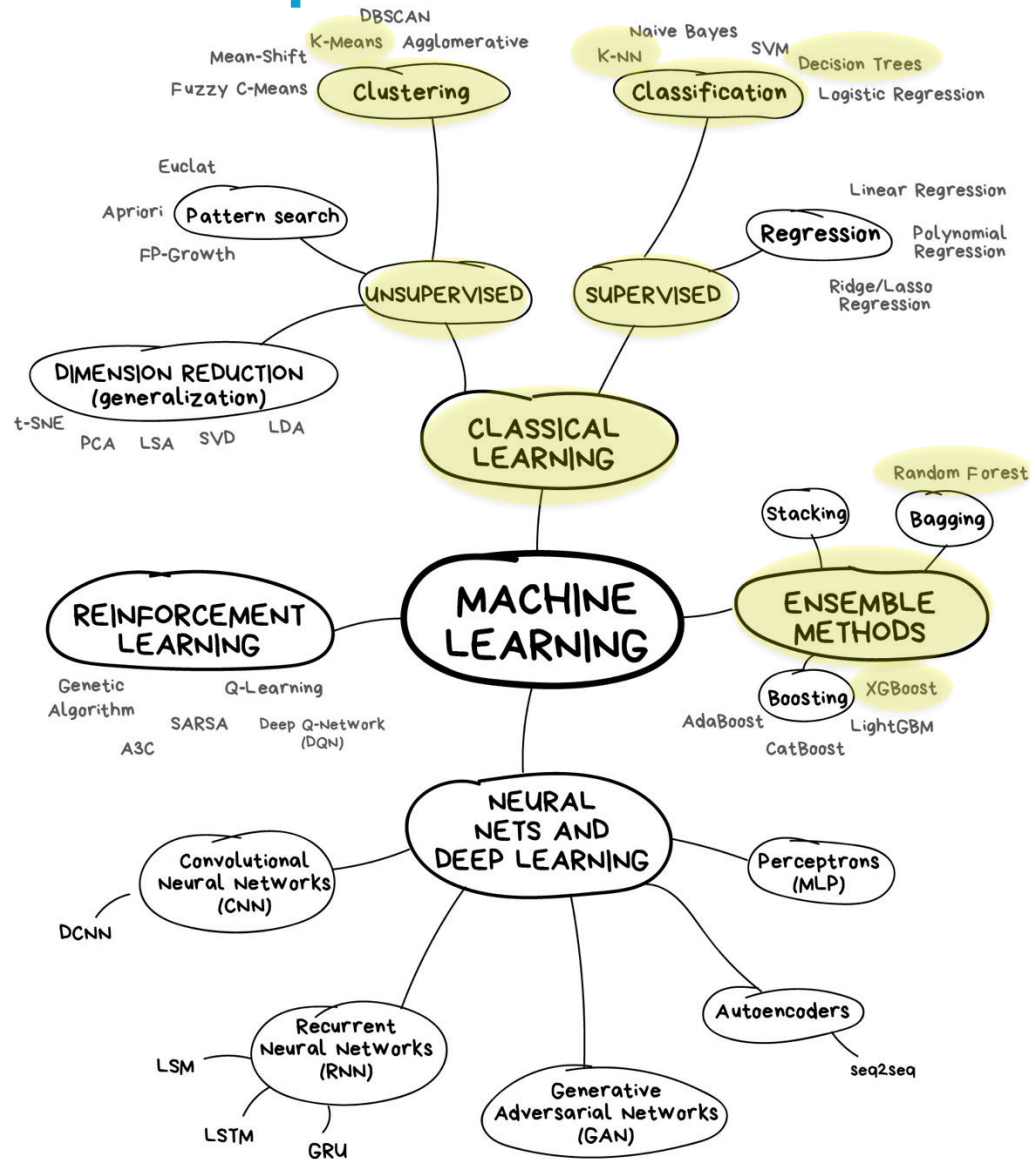 DBSCAN
K-Means
Agglomerative
Mean-Shift
Fuzzy C-Means
Clustering
Naive Bayes
K-NN
SVM
Decision Trees
Classification
Logistic Regression
Euclat
Apriori
Pattern search
FP-Growth
Linear Regression
Regression
Polynomial
Regression
Ridge/Lasso
Regression
UNSUPERVISED
SUPERVISED
DIMENSION REDUCTION
(generalization)
t-SNE
PCA
LSA
SVD
LDA
CLASSICAL
LEARNING
Random Forest
Stacking
Bagging
MACHINE
LEARNING
ENSEMBLE
METHODS
REINFORCEMENT
LEARNING
Genetic
Algorithm
Q-Learning
SARSA
Deep Q-Network
(DQN)
A3C
Boosting
XGBoost
AdaBoost
LightGBM
CatBoost
NEURAL
NETS AND
DEEP LEARNING
Convolutional
Neural Networks
(CNN)
DCNN
Perceptrons
(MLP)
Recurrent
Neural Networks
(RNN)
LSM
LSTM
GRU
Generative
Adversarial Networks
(GAN)
Autoencoders
seq2seq